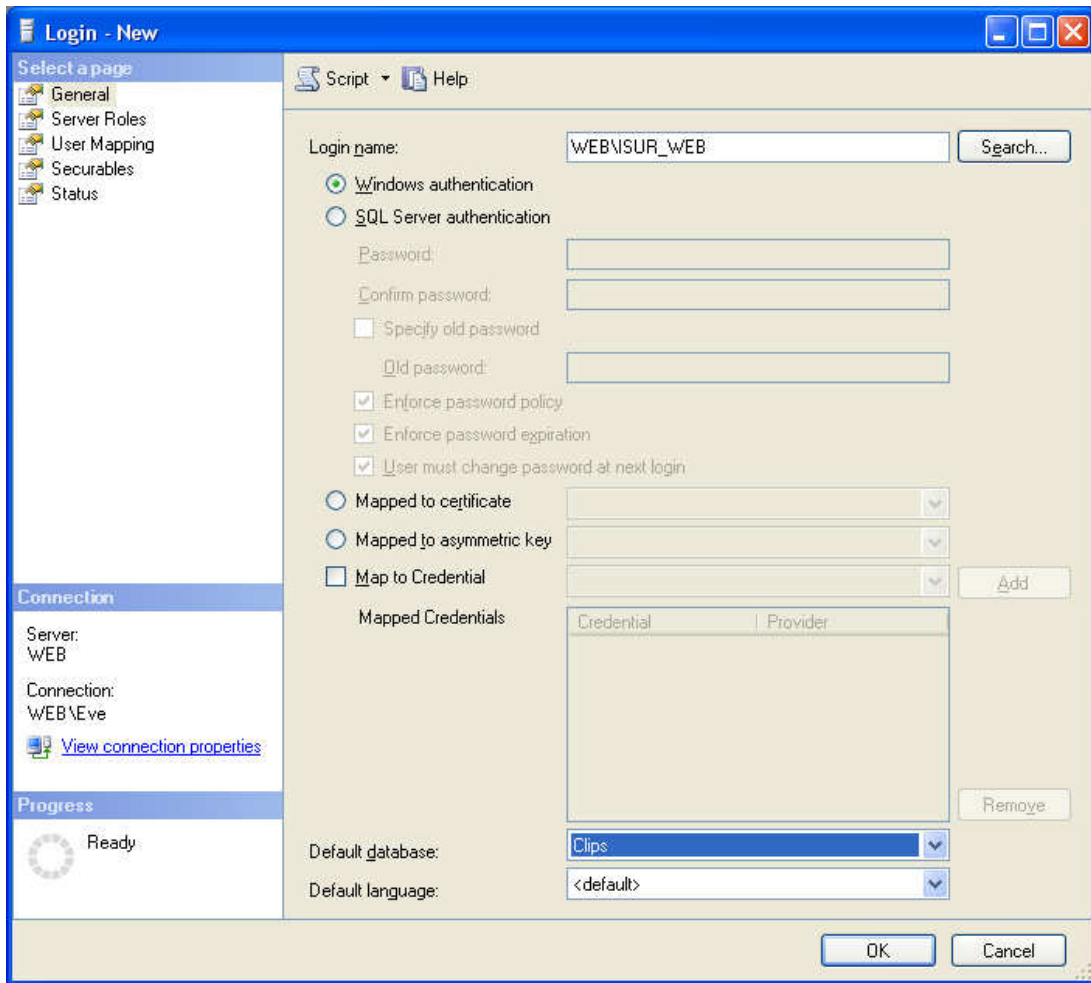 Login - New
Select a page
General
Server Roles
User Mapping
Securables
Status
Script Help
Login name: WEB\ISUR_WEB Search...
Windows authentication
SQL Server authentication
Password:
Confirm password:
Specify old password
Old password:
Enforce password policy
Enforce password expiration
User must change password at next login
Mapped to certificate
Mapped to asymmetric key
Map to Credential Add
Mapped Credentials Credential Provider
Remove
Default database: Clips
Default language: <default>
Connection
Server:
WEB
Connection:
WEB\Eve
View connection properties
Progress
Ready
OK Cancel